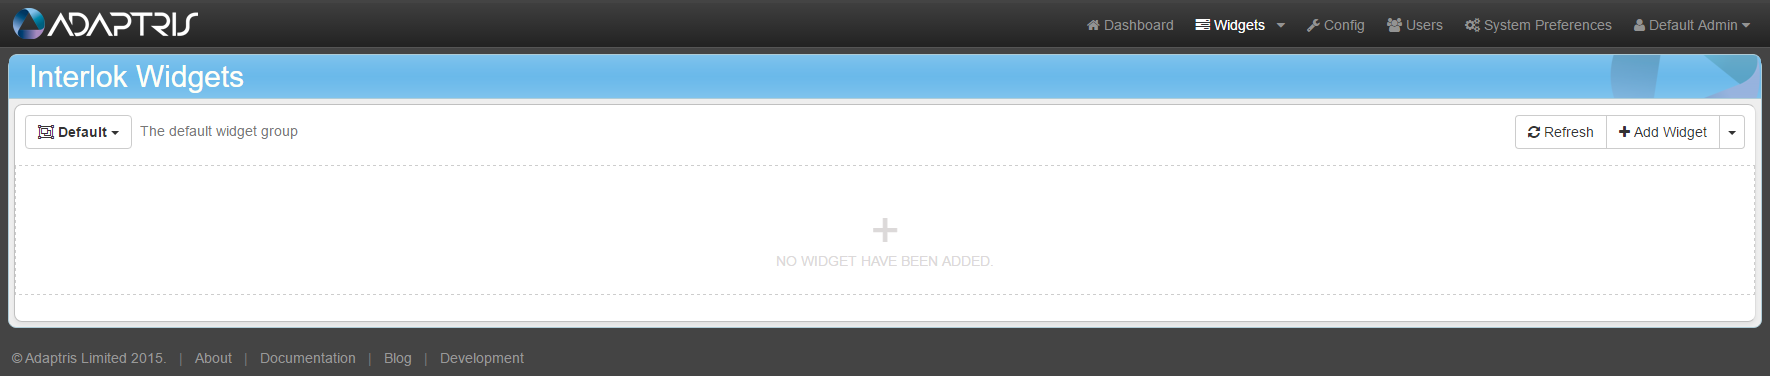 ADAPTRIS Dashboard Widgets Config Users System Preferences Default Admin
Interlok Widgets
Default The default widget group Refresh Add Widget
NO WIDGET HAVE BEEN ADDED.
© Adaptris Limited 2015. | About | Documentation | Blog | Development